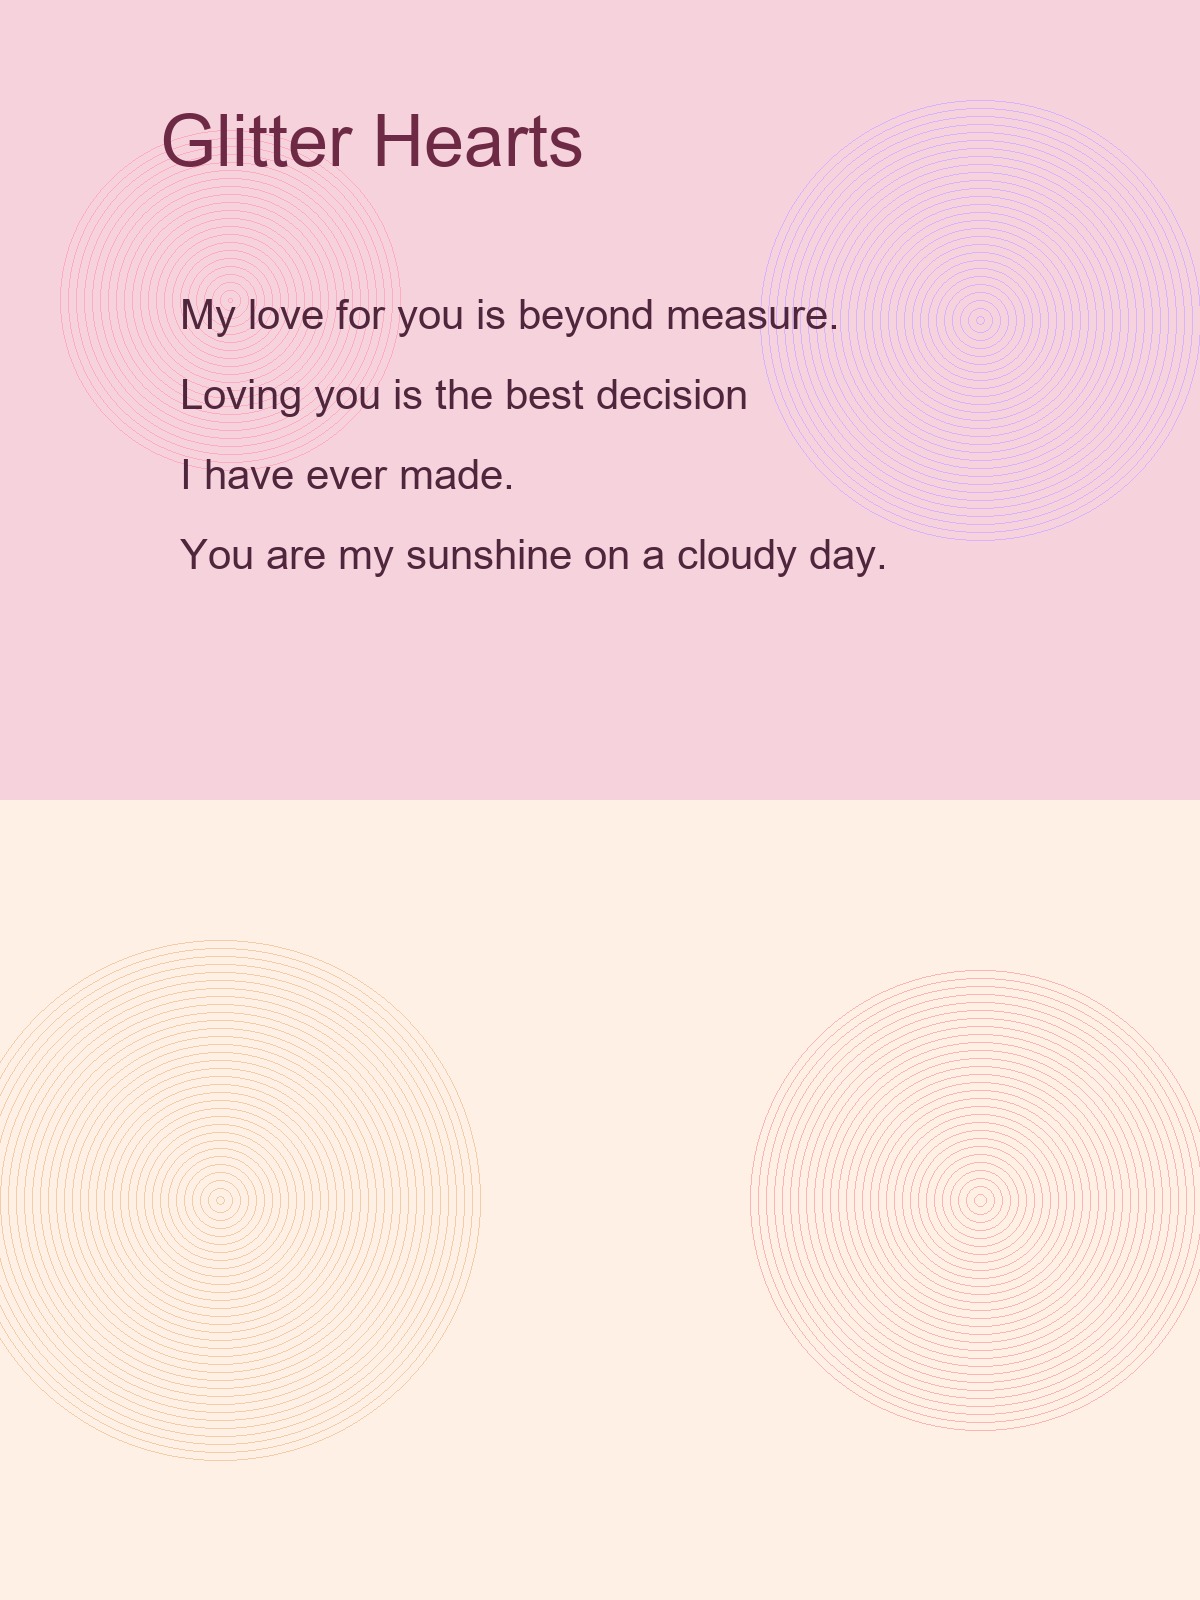 Glitter Hearts
My love for you is beyond measure.
Loving you is the best decision
I have ever made.
You are my sunshine on a cloudy day.